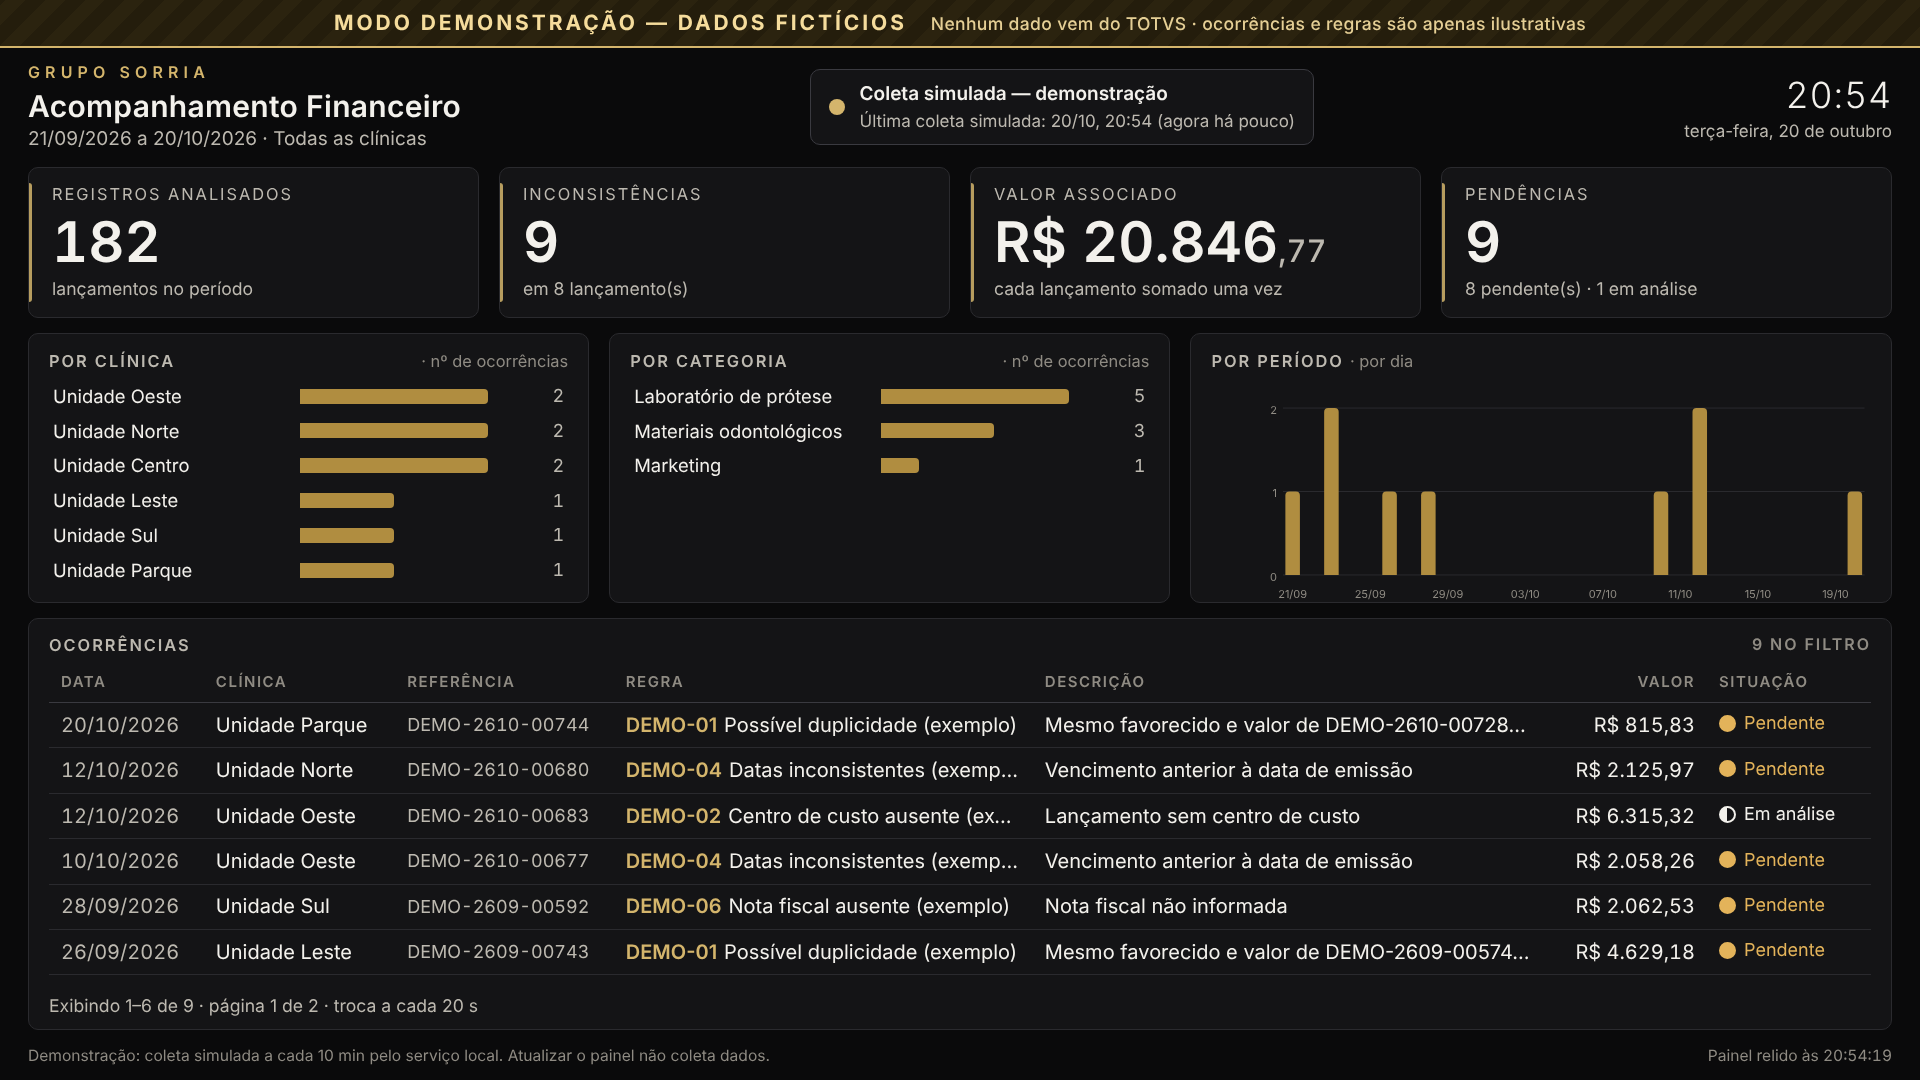 MODO DEMONSTRAÇÃO — DADOS FICTÍCIOS Nenhum dado vem do TOTVS · ocorrências e regras são apenas ilustrativas
GRUPO SORRIA
Acompanhamento Financeiro
21/09/2026 a 20/10/2026 · Todas as clínicas
Coleta simulada — demonstração
Última coleta simulada: 20/10, 20:54 (agora há pouco)
20:54
terça-feira, 20 de outubro
REGISTROS ANALISADOS
182
lançamentos no período
INCONSISTÊNCIAS
9
em 8 lançamento(s)
VALOR ASSOCIADO
R$ 20.846,77
cada lançamento somado uma vez
PENDÊNCIAS
9
8 pendente(s) · 1 em análise
POR CLÍNICA · nº de ocorrências
Unidade Oeste 2
Unidade Norte 2
Unidade Centro 2
Unidade Leste 1
Unidade Sul 1
Unidade Parque 1
POR CATEGORIA · nº de ocorrências
Laboratório de prótese 5
Materiais odontológicos 3
Marketing 1
POR PERÍODO · por dia
2
1
0
21/09 25/09 29/09 03/10 07/10 11/10 15/10 19/10
OCORRÊNCIAS 9 NO FILTRO
DATA CLÍNICA REFERÊNCIA REGRA DESCRIÇÃO VALOR SITUAÇÃO
20/10/2026 Unidade Parque DEMO-2610-00744 DEMO-01 Possível duplicidade (exemplo) Mesmo favorecido e valor de DEMO-2610-00728... R$ 815,83 Pendente
12/10/2026 Unidade Norte DEMO-2610-00680 DEMO-04 Datas inconsistentes (exemp... Vencimento anterior à data de emissão R$ 2.125,97 Pendente
12/10/2026 Unidade Oeste DEMO-2610-00683 DEMO-02 Centro de custo ausente (ex... Lançamento sem centro de custo R$ 6.315,32 Em análise
10/10/2026 Unidade Oeste DEMO-2610-00677 DEMO-04 Datas inconsistentes (exemp... Vencimento anterior à data de emissão R$ 2.058,26 Pendente
28/09/2026 Unidade Sul DEMO-2609-00592 DEMO-06 Nota fiscal ausente (exemplo) Nota fiscal não informada R$ 2.062,53 Pendente
26/09/2026 Unidade Leste DEMO-2609-00743 DEMO-01 Possível duplicidade (exemplo) Mesmo favorecido e valor de DEMO-2609-00574... R$ 4.629,18 Pendente
Exibindo 1–6 de 9 · página 1 de 2 · troca a cada 20 s
Demonstração: coleta simulada a cada 10 min pelo serviço local. Atualizar o painel não coleta dados.
Painel relido às 20:54:19